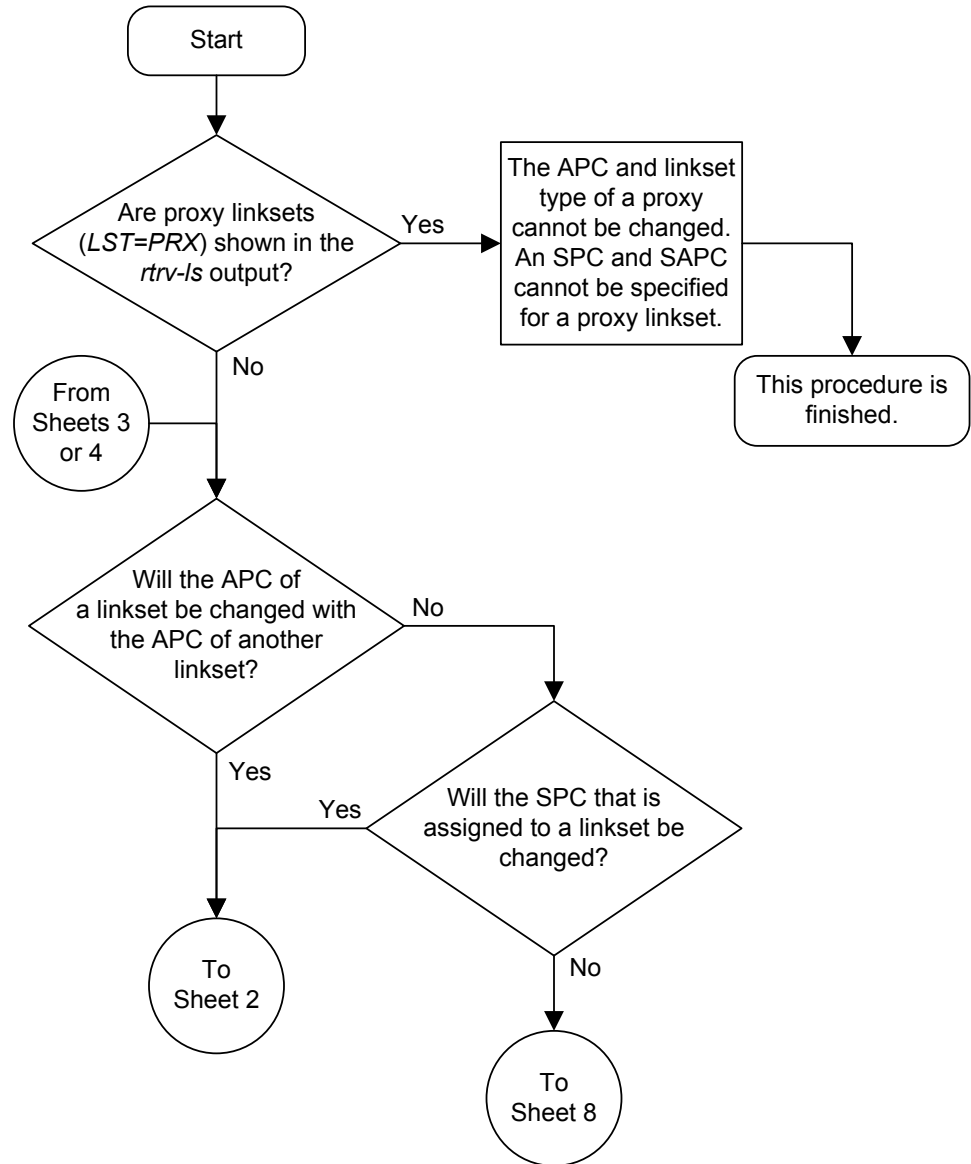 Start
Are proxy linksets
(LST=PRX) shown in the
rtrv-ls output?
Yes
The APC and linkset
type of a proxy
cannot be changed.
An SPC and SAPC
cannot be specified
for a proxy linkset.
This procedure is
finished.
No
From
Sheets 3
or 4
Will the APC of
a linkset be changed with
the APC of another
linkset?
No
Yes
Will the SPC that is
assigned to a linkset be
changed?
Yes
No
To
Sheet 2
To
Sheet 8